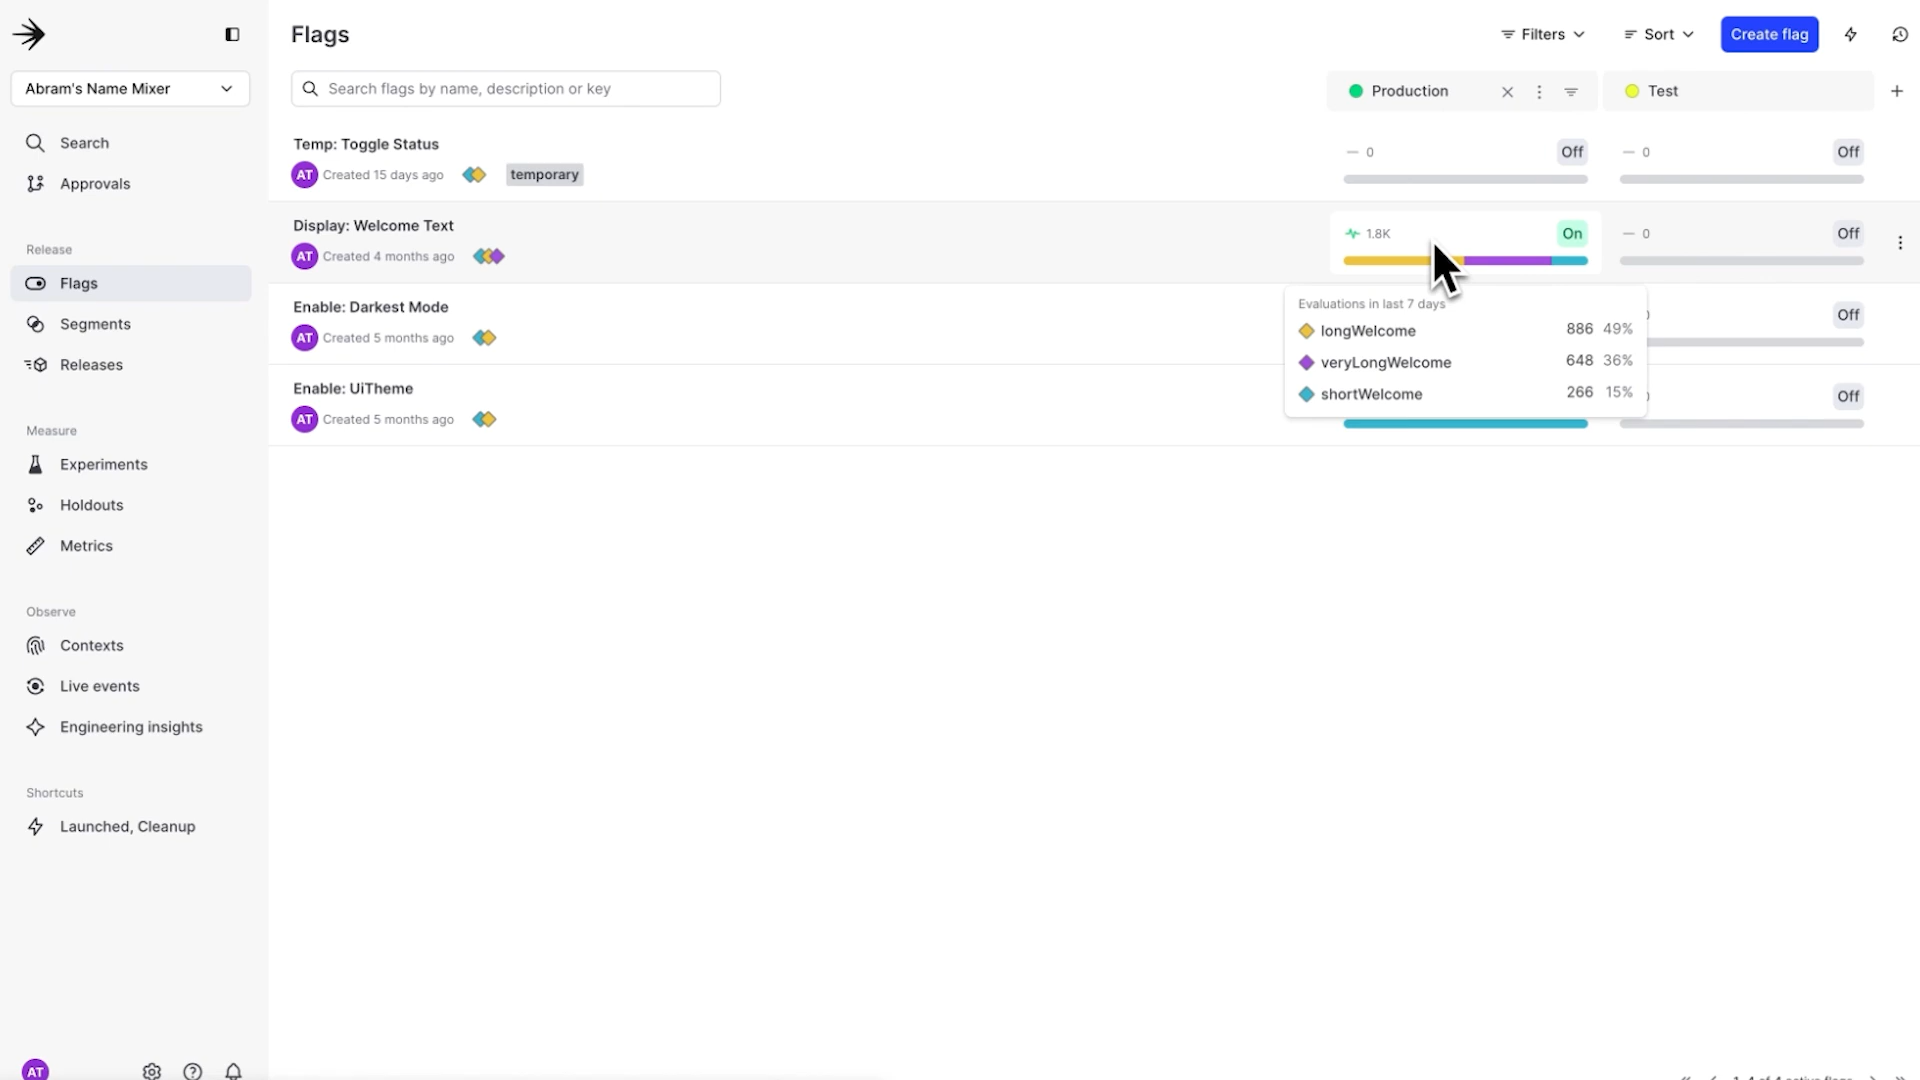 Flags
Filters
Sort
Create flag
Abram's Name Mixer
Search flags by name, description or key
Production
Test
Search
Approvals
Release
Flags
Segments
Releases
Measure
Experiments
Holdouts
Metrics
Observe
Contexts
Live events
Engineering insights
Shortcuts
Launched, Cleanup
AT
Temp: Toggle Status
AT Created 15 days ago temporary
0 Off
0 Off
Display: Welcome Text
AT Created 4 months ago
1.8K On
0 Off
Enable: Darkest Mode
AT Created 5 months ago
Off
Enable: UiTheme
AT Created 5 months ago
Off
Evaluations in last 7 days
longWelcome 886 49%
veryLongWelcome 648 36%
shortWelcome 266 15%